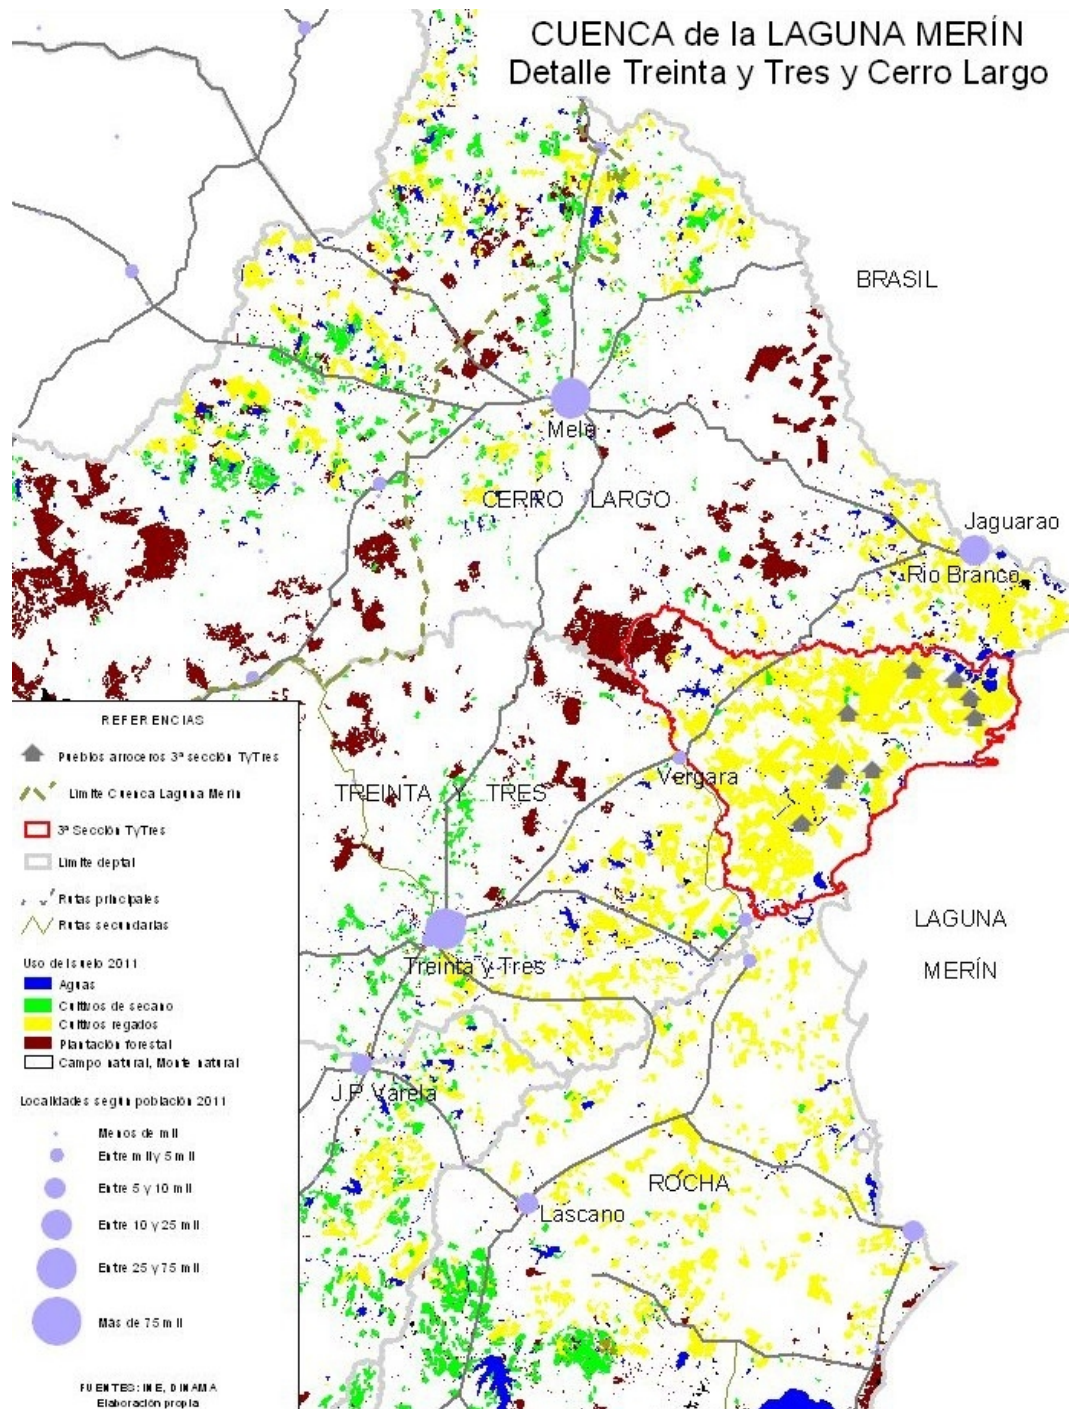 CUENCA de la LAGUNA MERÍN
Detalle Treinta y Tres y Cerro Largo
BRASIL
Melo
CERRO LARGO
Jaguarao
Rio Branco
Vergara
TREINTA Y TRES
LAGUNA
MERÍN
Treinta y Tres
J.P. Varela
ROCHA
Lascano
REFERENCIAS
Pueblos arroceros 3ª sección TyTres
Límite Cuenca Laguna Merín
3ª Sección TyTres
Límite deptal
Rutas principales
Rutas secundarias
Uso del suelo 2011
Aguas
Cultivos de secano
Cultivos regados
Plantación forestal
Campo natural, Monte natural
Localidades según población 2011
Menos de mil
Entre mil y 5 mil
Entre 5 y 10 mil
Entre 10 y 25 mil
Entre 25 y 75 mil
Más de 75 mil
FUENTES: INE, DINAMA
Elaboración propia